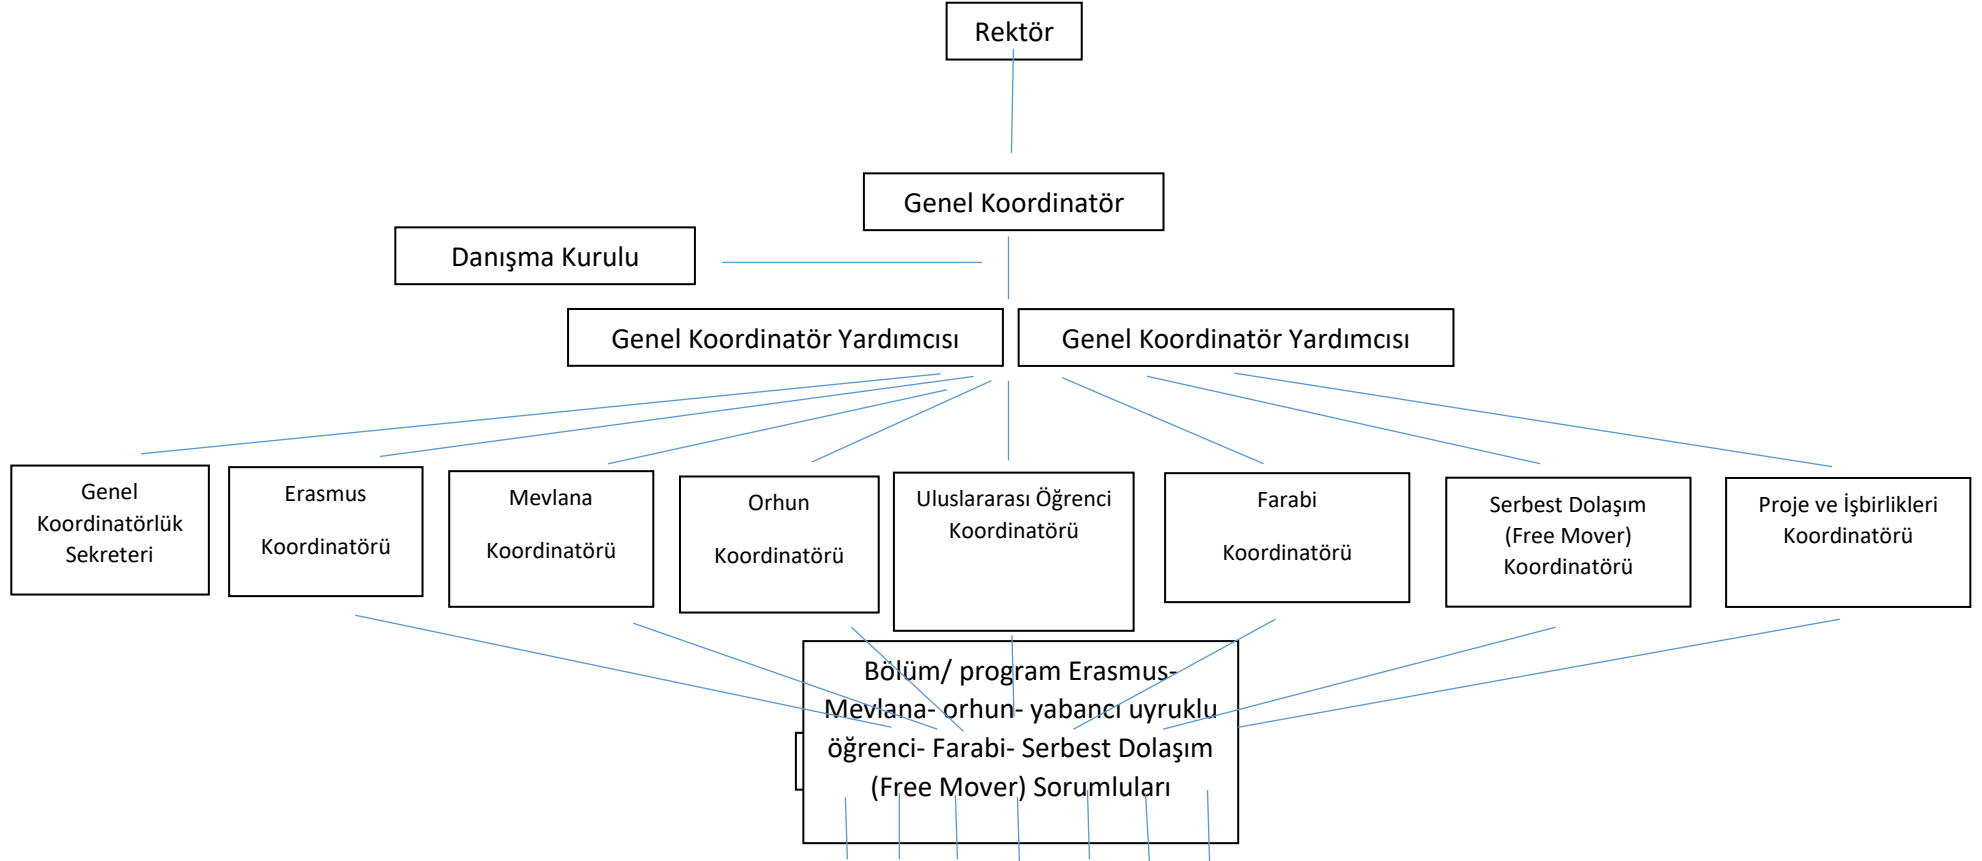 Rektör
Genel Koordinatör
Danışma Kurulu
Genel Koordinatör Yardımcısı
Genel Koordinatör Yardımcısı
Genel
Koordinatörlük
Sekreteri
Erasmus
Koordinatörü
Mevlana
Koordinatörü
Orhun
Koordinatörü
Uluslararası Öğrenci
Koordinatörü
Farabi
Koordinatörü
Serbest Dolaşım
(Free Mover)
Koordinatörü
Proje ve İşbirlikleri
Koordinatörü
Bölüm/ program Erasmus-
Mevlana- orhun- yabancı uyruklu
öğrenci- Farabi- Serbest Dolaşım
(Free Mover) Sorumluları